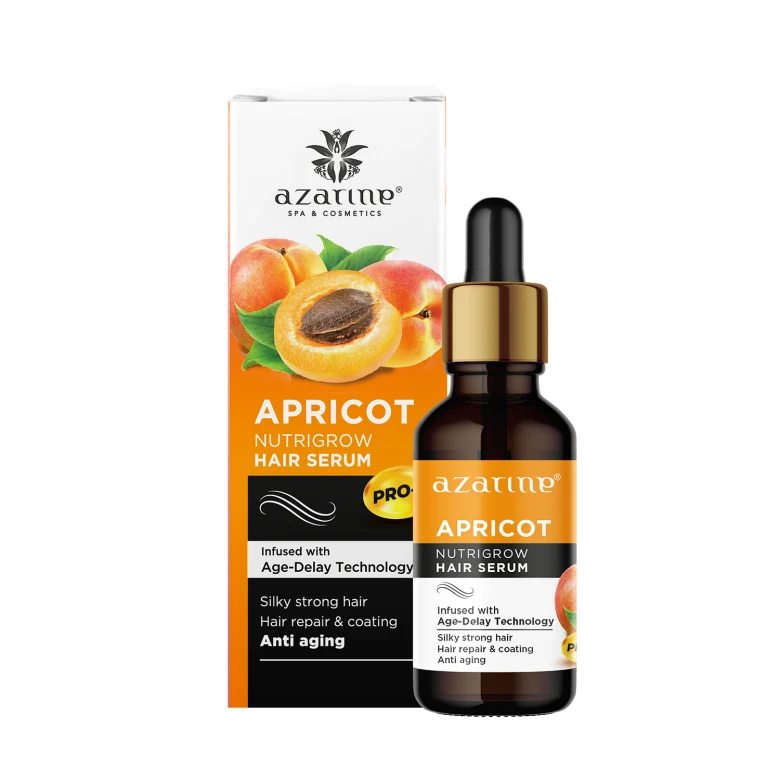 azarine®
SPA & COSMETICS
APRICOT
NUTRIGROW
HAIR SERUM
PRO-
Infused with
Age-Delay Technology
Silky strong hair
Hair repair & coating
Anti aging
azarine®
APRICOT
NUTRIGROW
HAIR SERUM
Infused with
Age-Delay Technology
Silky strong hair
Hair repair & coating
Anti aging